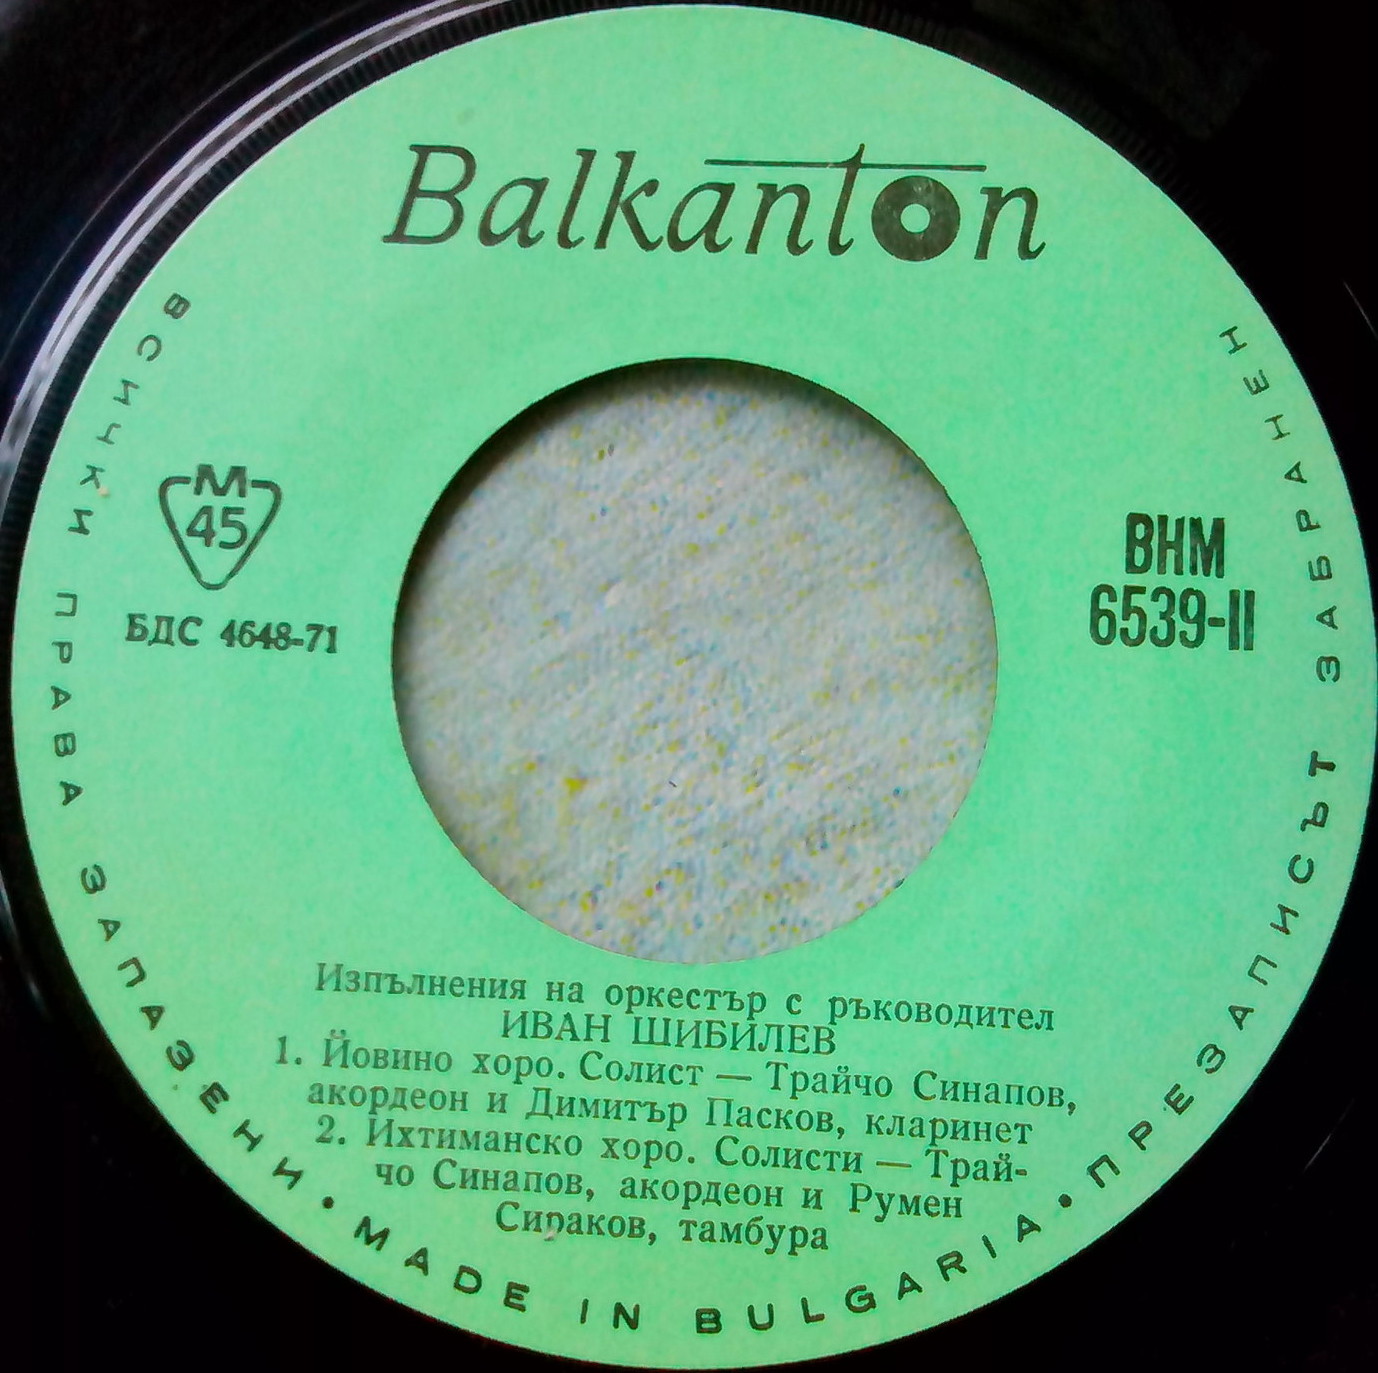 Balkanton
М
45
БДС 4648-71
ВНМ
6539-II
Изпълнения на оркестър с ръководител
ИВАН ШИБИЛЕВ
1. Йовино хоро. Солист — Трайчо Синапов,
акордеон и Димитър Пасков, кларинет
2. Ихтиманско хоро. Солисти — Трай-
чо Синапов, акордеон и Румен
Сираков, тамбура
ВСИЧКИ ПРАВА ЗАПАЗЕНИ • MADE IN BULGARIA • ПРЕЗАПИСЪТ ЗАБРАНЕН